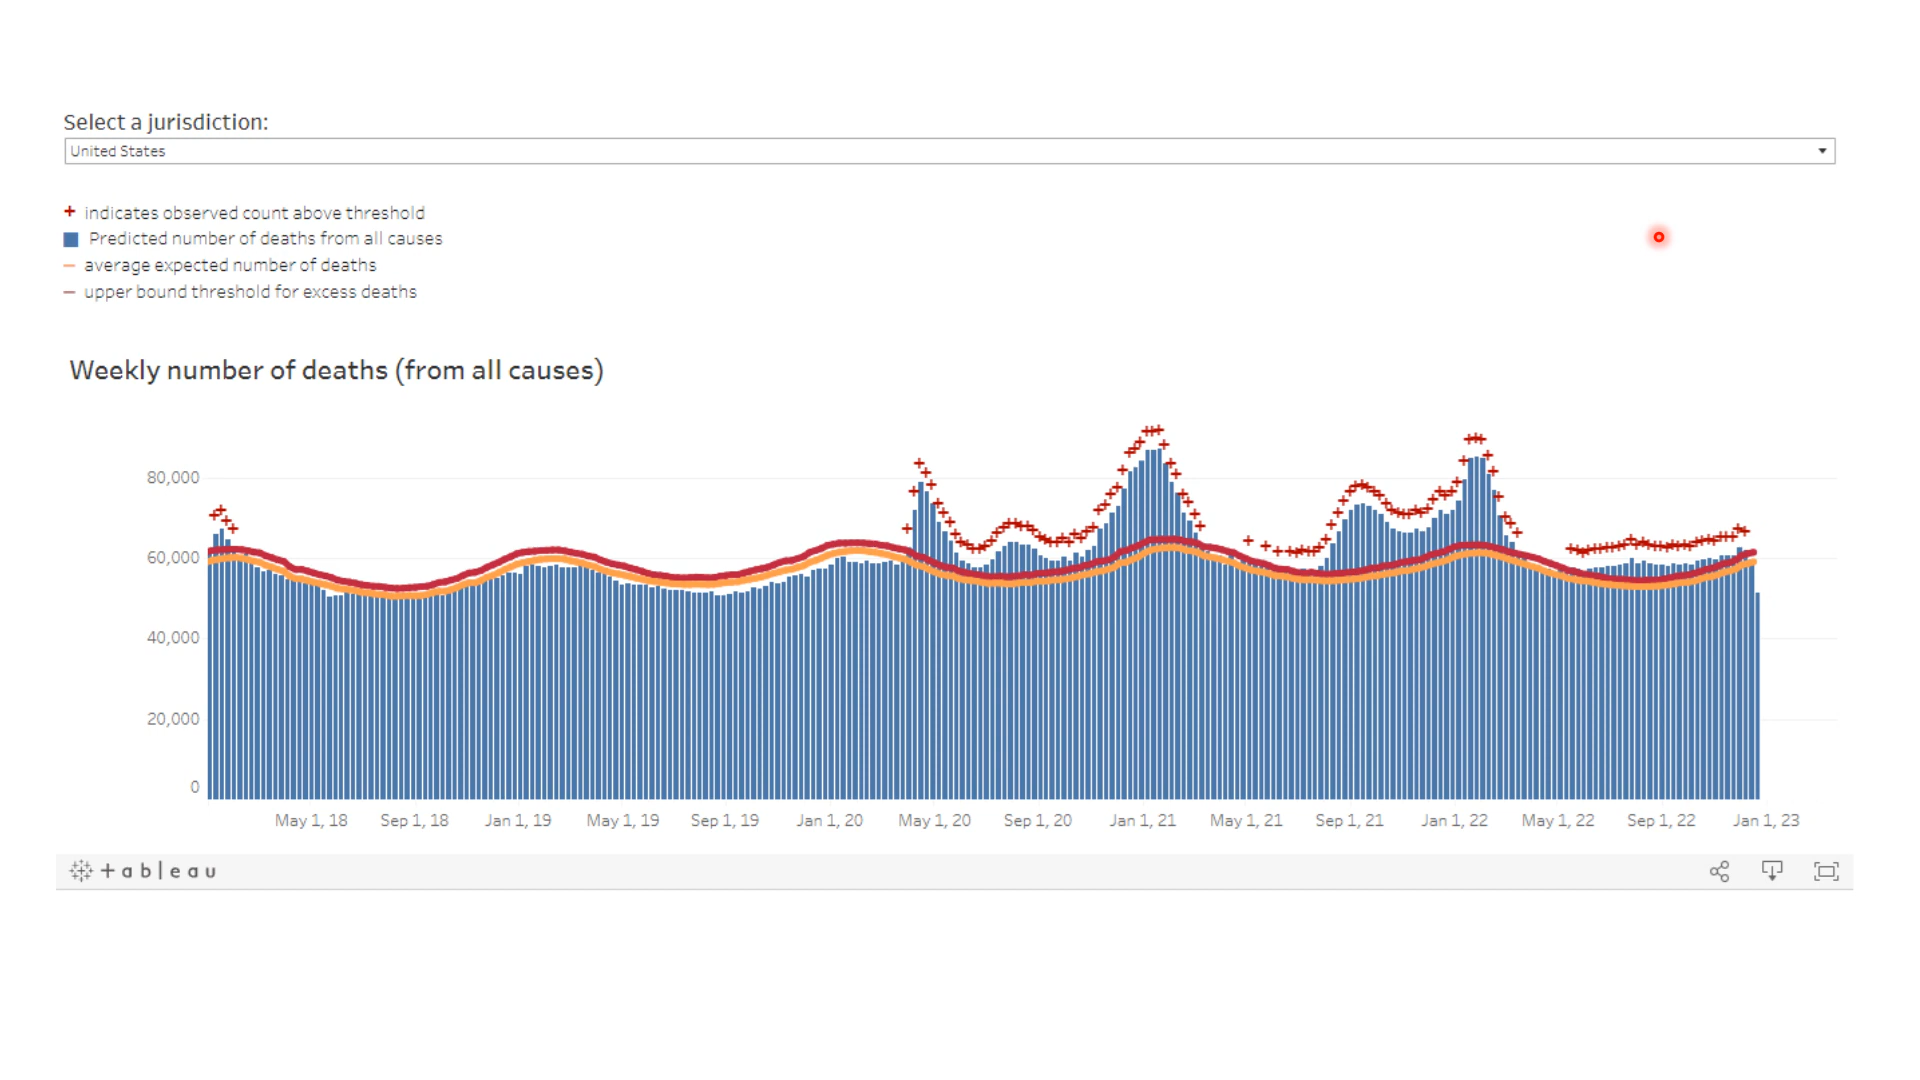 Select a jurisdiction:
United States
+ indicates observed count above threshold
Predicted number of deaths from all causes
average expected number of deaths
upper bound threshold for excess deaths
Weekly number of deaths (from all causes)
80,000
60,000
40,000
20,000
0
May 1, 18 Sep 1, 18 Jan 1, 19 May 1, 19 Sep 1, 19 Jan 1, 20 May 1, 20 Sep 1, 20 Jan 1, 21 May 1, 21 Sep 1, 21 Jan 1, 22 May 1, 22 Sep 1, 22 Jan 1, 23
+ableau